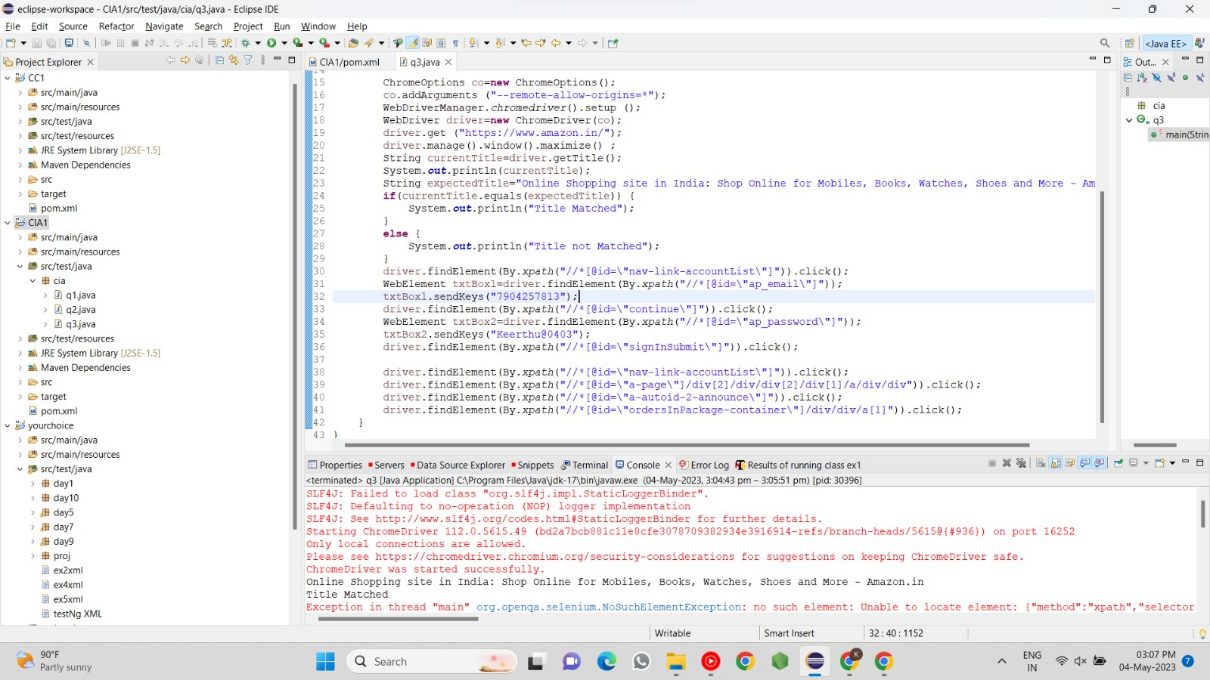 eclipse-workspace - CIA1/src/test/java/cia/q3.java - Eclipse IDE
File Edit Source Refactor Navigate Search Project Run Window Help
<Java EE>
Project Explorer
CC1
src/main/java
src/main/resources
src/test/java
src/test/resources
JRE System Library [J2SE-1.5]
Maven Dependencies
src
target
pom.xml
CIA1
src/main/java
src/main/resources
src/test/java
cia
q1.java
q2.java
q3.java
src/test/resources
JRE System Library [J2SE-1.5]
Maven Dependencies
src
target
pom.xml
yourchoice
src/main/java
src/main/resources
src/test/java
day1
day10
day5
day7
day9
proj
ex2xml
ex4xml
ex5xml
testNg XML
CIA1/pom.xml q3.java
15 ChromeOptions co=new ChromeOptions();
16 co.addArguments ("--remote-allow-origins=*");
17 WebDriverManager.chromedriver().setup ();
18 WebDriver driver=new ChromeDriver(co);
19 driver.get ("https://www.amazon.in/");
20 driver.manage().window().maximize() ;
21 String currentTitle=driver.getTitle();
22 System.out.println(currentTitle);
23 String expectedTitle="Online Shopping site in India: Shop Online for Mobiles, Books, Watches, Shoes and More - Am
24 if(currentTitle.equals(expectedTitle)) {
25 System.out.println("Title Matched");
26 }
27 else {
28 System.out.println("Title not Matched");
29 }
30 driver.findElement(By.xpath("//*[@id=\"nav-link-accountList\"]")).click();
31 WebElement txtBox1=driver.findElement(By.xpath("//*[@id=\"ap_email\"]"));
32 txtBox1.sendKeys("7904257813");
33 driver.findElement(By.xpath("//*[@id=\"continue\"]")).click();
34 WebElement txtBox2=driver.findElement(By.xpath("//*[@id=\"ap_password\"]"));
35 txtBox2.sendKeys("Keerthu@0403");
36 driver.findElement(By.xpath("//*[@id=\"signInSubmit\"]")).click();
37
38 driver.findElement(By.xpath("//*[@id=\"nav-link-accountList\"]")).click();
39 driver.findElement(By.xpath("//*[@id=\"a-page\"]/div[2]/div/div[2]/div[1]/a/div/div")).click();
40 driver.findElement(By.xpath("//*[@id=\"a-autoid-2-announce\"]")).click();
41 driver.findElement(By.xpath("//*[@id=\"ordersInPackage-container\"]/div/div/a[1]")).click();
42 }
43 }
Out...
cia
q3
main(Strin
Properties Servers Data Source Explorer Snippets Terminal Console Error Log Results of running class ex1
<terminated> q3 [Java Application] C:\Program Files\Java\jdk-17\bin\javaw.exe (04-May-2023, 3:04:43 pm – 3:05:51 pm) [pid: 30396]
SLF4J: Failed to load class "org.slf4j.impl.StaticLoggerBinder".
SLF4J: Defaulting to no-operation (NOP) logger implementation
SLF4J: See http://www.slf4j.org/codes.html#StaticLoggerBinder for further details.
Starting ChromeDriver 112.0.5615.49 (bd2a7bcb881c11e8cfe3078709382934e3916914-refs/branch-heads/5615@{#936}) on port 16252
Only local connections are allowed.
Please see https://chromedriver.chromium.org/security-considerations for suggestions on keeping ChromeDriver safe.
ChromeDriver was started successfully.
Online Shopping site in India: Shop Online for Mobiles, Books, Watches, Shoes and More - Amazon.in
Title Matched
Exception in thread "main" org.openqa.selenium.NoSuchElementException: no such element: Unable to locate element: {"method":"xpath","selector
Writable Smart Insert 32 : 40 : 1152
90°F
Partly sunny
Search
ENG
IN
03:07 PM
04-May-2023
7